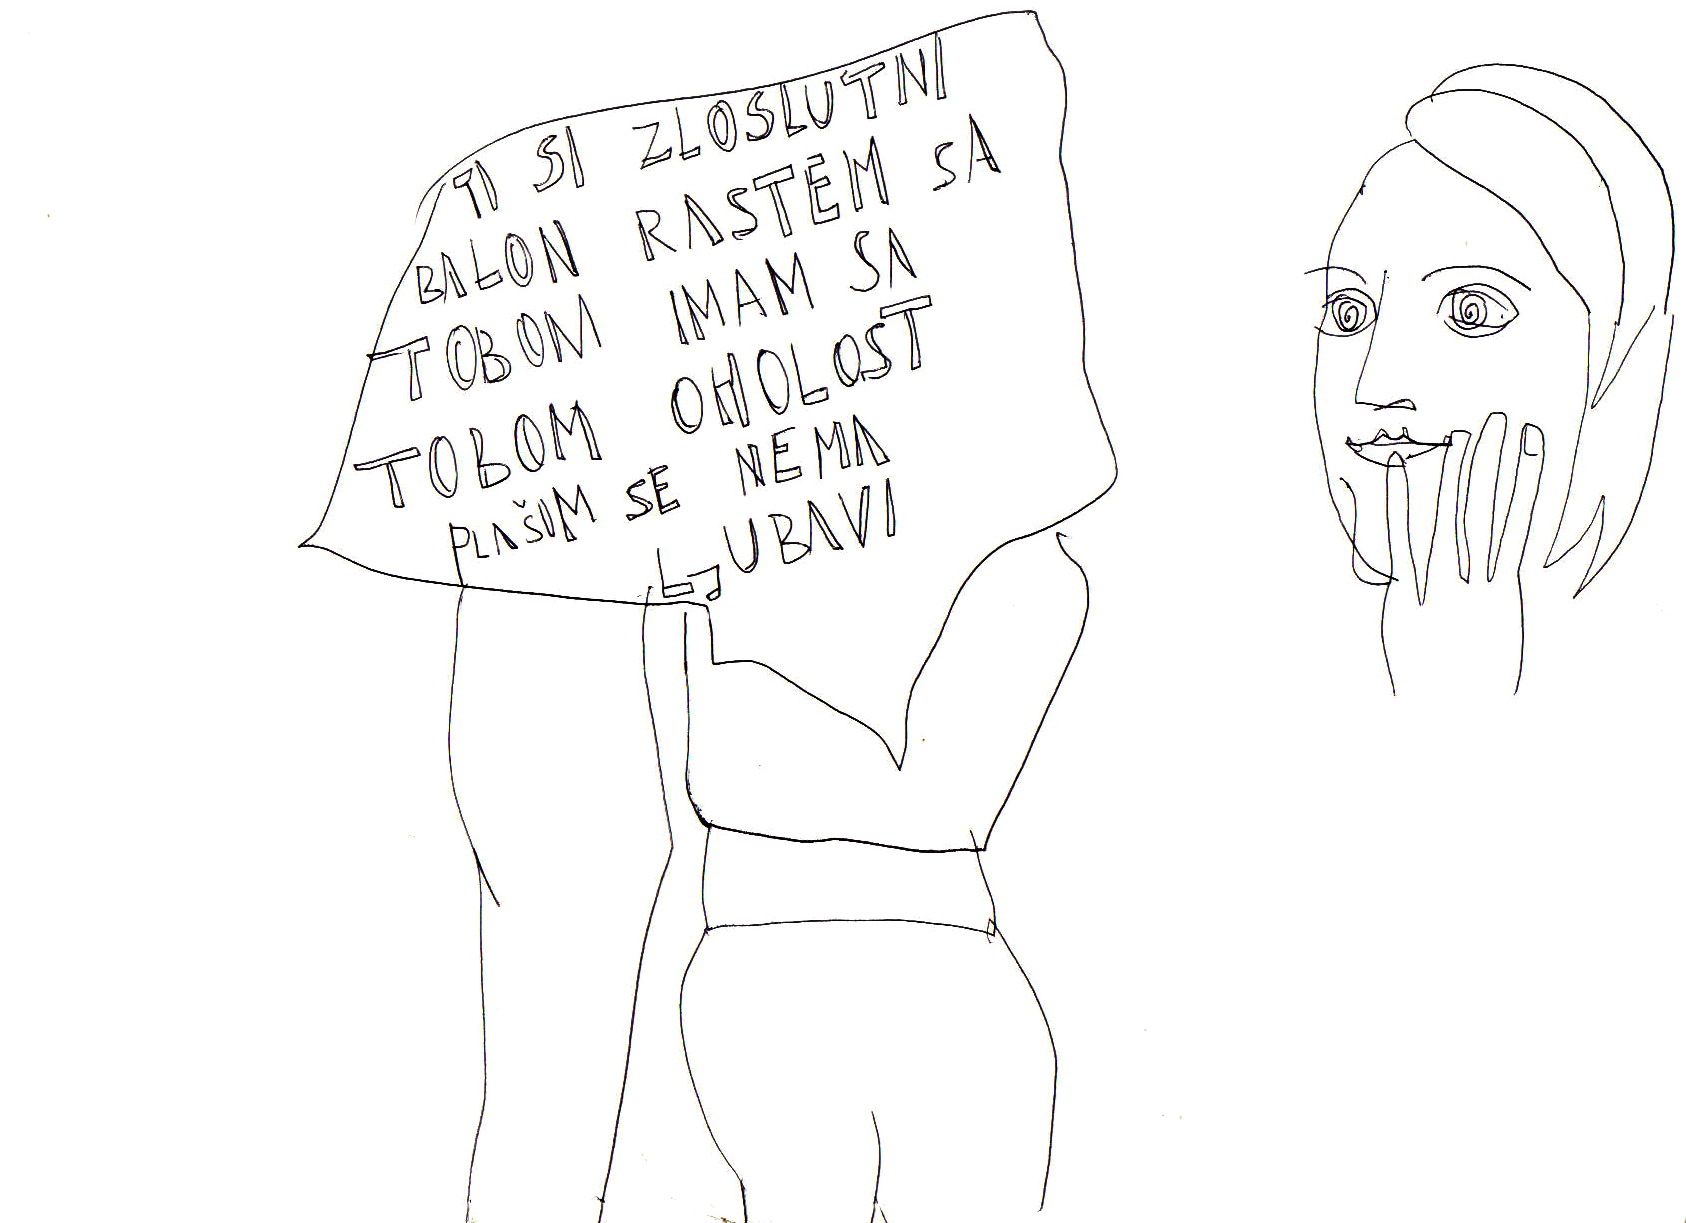 TI SI ZLOSLUTNI
BALON RASTEM SA
TOBOM IMAM SA
TOBOM OHOLOST
PLAŠIM SE NEMA
LJUBAVI